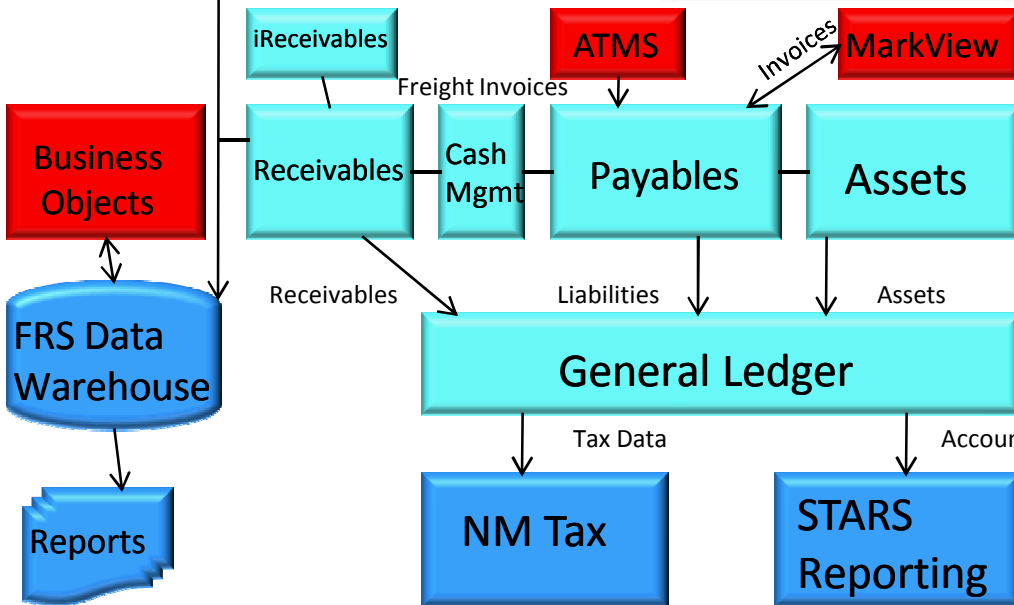 iReceivables
ATMS
Invoices
MarkView
Freight Invoices
Business
Objects
Receivables
Cash
Mgmt
Payables
Assets
Receivables
Liabilities
Assets
FRS Data
Warehouse
General Ledger
Tax Data
Accour
Reports
NM Tax
STARS
Reporting